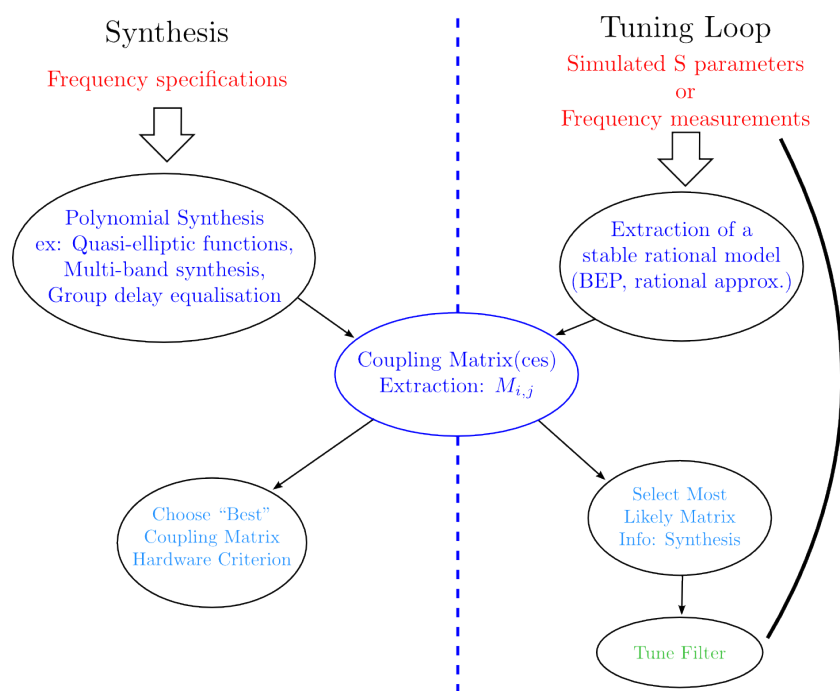 Synthesis
Frequency specifications
Polynomial Synthesis
ex: Quasi-elliptic functions,
Multi-band synthesis,
Group delay equalisation
Tuning Loop
Simulated S parameters
or
Frequency measurements
Extraction of a
stable rational model
(BEP, rational approx.)
Coupling Matrix(ces)
Extraction: $M_{i,j}$
Choose “Best”
Coupling Matrix
Hardware Criterion
Select Most
Likely Matrix
Info: Synthesis
Tune Filter